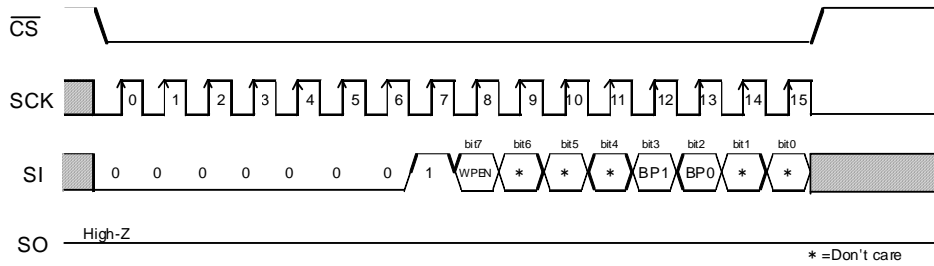 CS
SCK 0 1 2 3 4 5 6 7 8 9 10 11 12 13 14 15
bit7 bit6 bit5 bit4 bit3 bit2 bit1 bit0
SI 0 0 0 0 0 0 0 1 WPEN * * * BP1 BP0 * *
High-Z
SO
* =Don't care